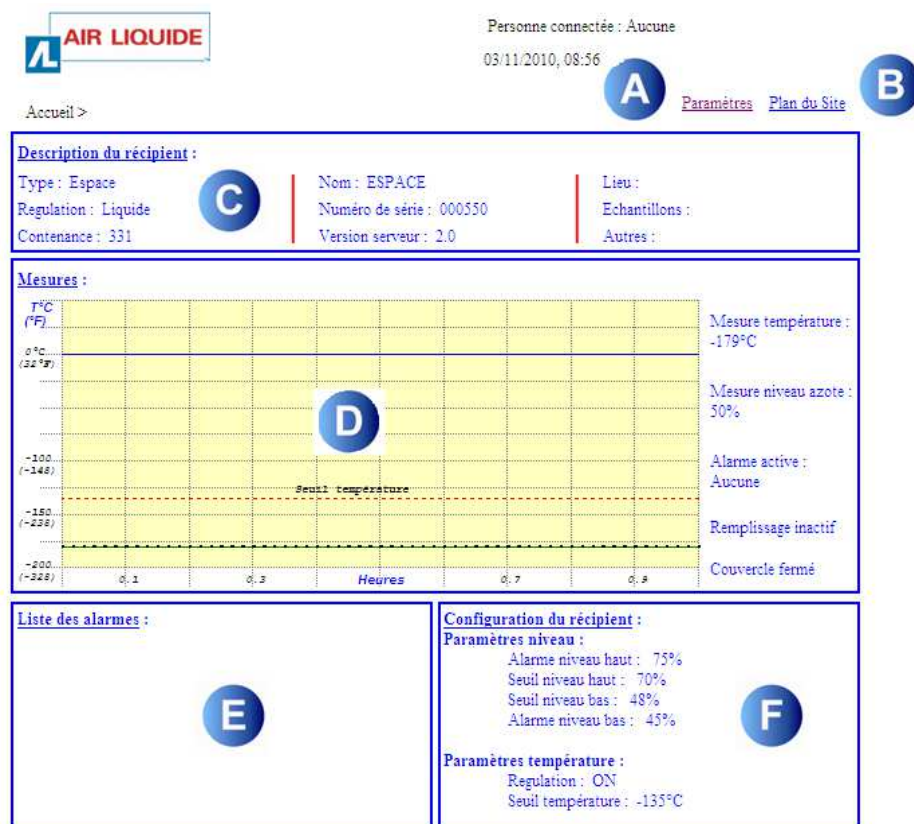 AIR LIQUIDE
AL
Personne connectée : Aucune
03/11/2010, 08:56
A
B
Paramètres Plan du Site
Accueil >
Description du récipient :
Type : Espace
Regulation : Liquide
Contenance : 331
C
Nom : ESPACE
Numéro de série : 000550
Version serveur : 2.0
Lieu :
Echantillons :
Autres :
Mesures :
T°C
(°F)
0°C
(32°F)
-100
(-148)
-150
(-238)
-200
(-328)
D
Seuil température
0.1 0.3 Heures 0.7 0.9
Mesure température :
-179°C
Mesure niveau azote :
50%
Alarme active :
Aucune
Remplissage inactif
Couvercle fermé
Liste des alarmes :
E
Configuration du récipient :
Paramètres niveau :
Alarme niveau haut : 75%
Seuil niveau haut : 70%
Seuil niveau bas : 48%
Alarme niveau bas : 45%
F
Paramètres température :
Regulation : ON
Seuil température : -135°C